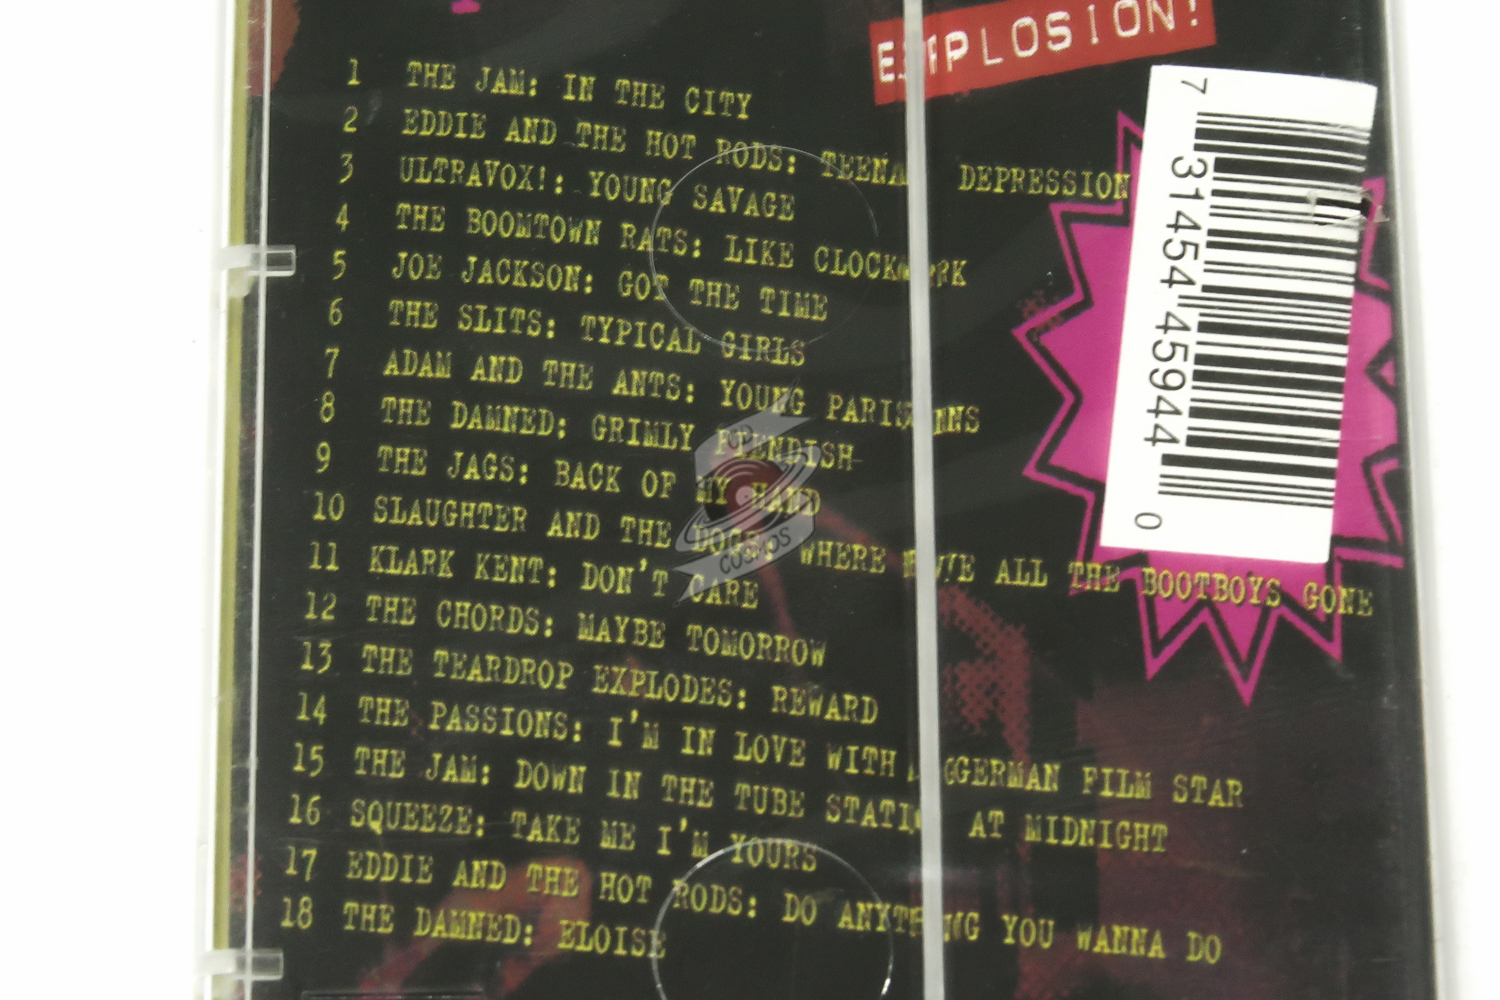 EXPLOSION!
1 THE JAM: IN THE CITY
2 EDDIE AND THE HOT RODS: TEENA DEPRESSION
3 ULTRAVOX!: YOUNG SAVAGE
4 THE BOOMTOWN RATS: LIKE CLOCKWORK
5 JOE JACKSON: GOT THE TIME
6 THE SLITS: TYPICAL GIRLS
7 ADAM AND THE ANTS: YOUNG PARISIANS
8 THE DAMNED: GRIMLY FIENDISH
9 THE JAGS: BACK OF MY HAND
10 SLAUGHTER AND THE DOGS: WHERE HAVE ALL THE BOOTBOYS GONE
11 KLARK KENT: DON'T CARE
12 THE CHORDS: MAYBE TOMORROW
13 THE TEARDROP EXPLODES: REWARD
14 THE PASSIONS: I'M IN LOVE WITH A GERMAN FILM STAR
15 THE JAM: DOWN IN THE TUBE STATION AT MIDNIGHT
16 SQUEEZE: TAKE ME I'M YOURS
17 EDDIE AND THE HOT RODS: DO ANYTHING YOU WANNA DO
18 THE DAMNED: ELOISE
7 31454 45944 0
CD
COSMOS